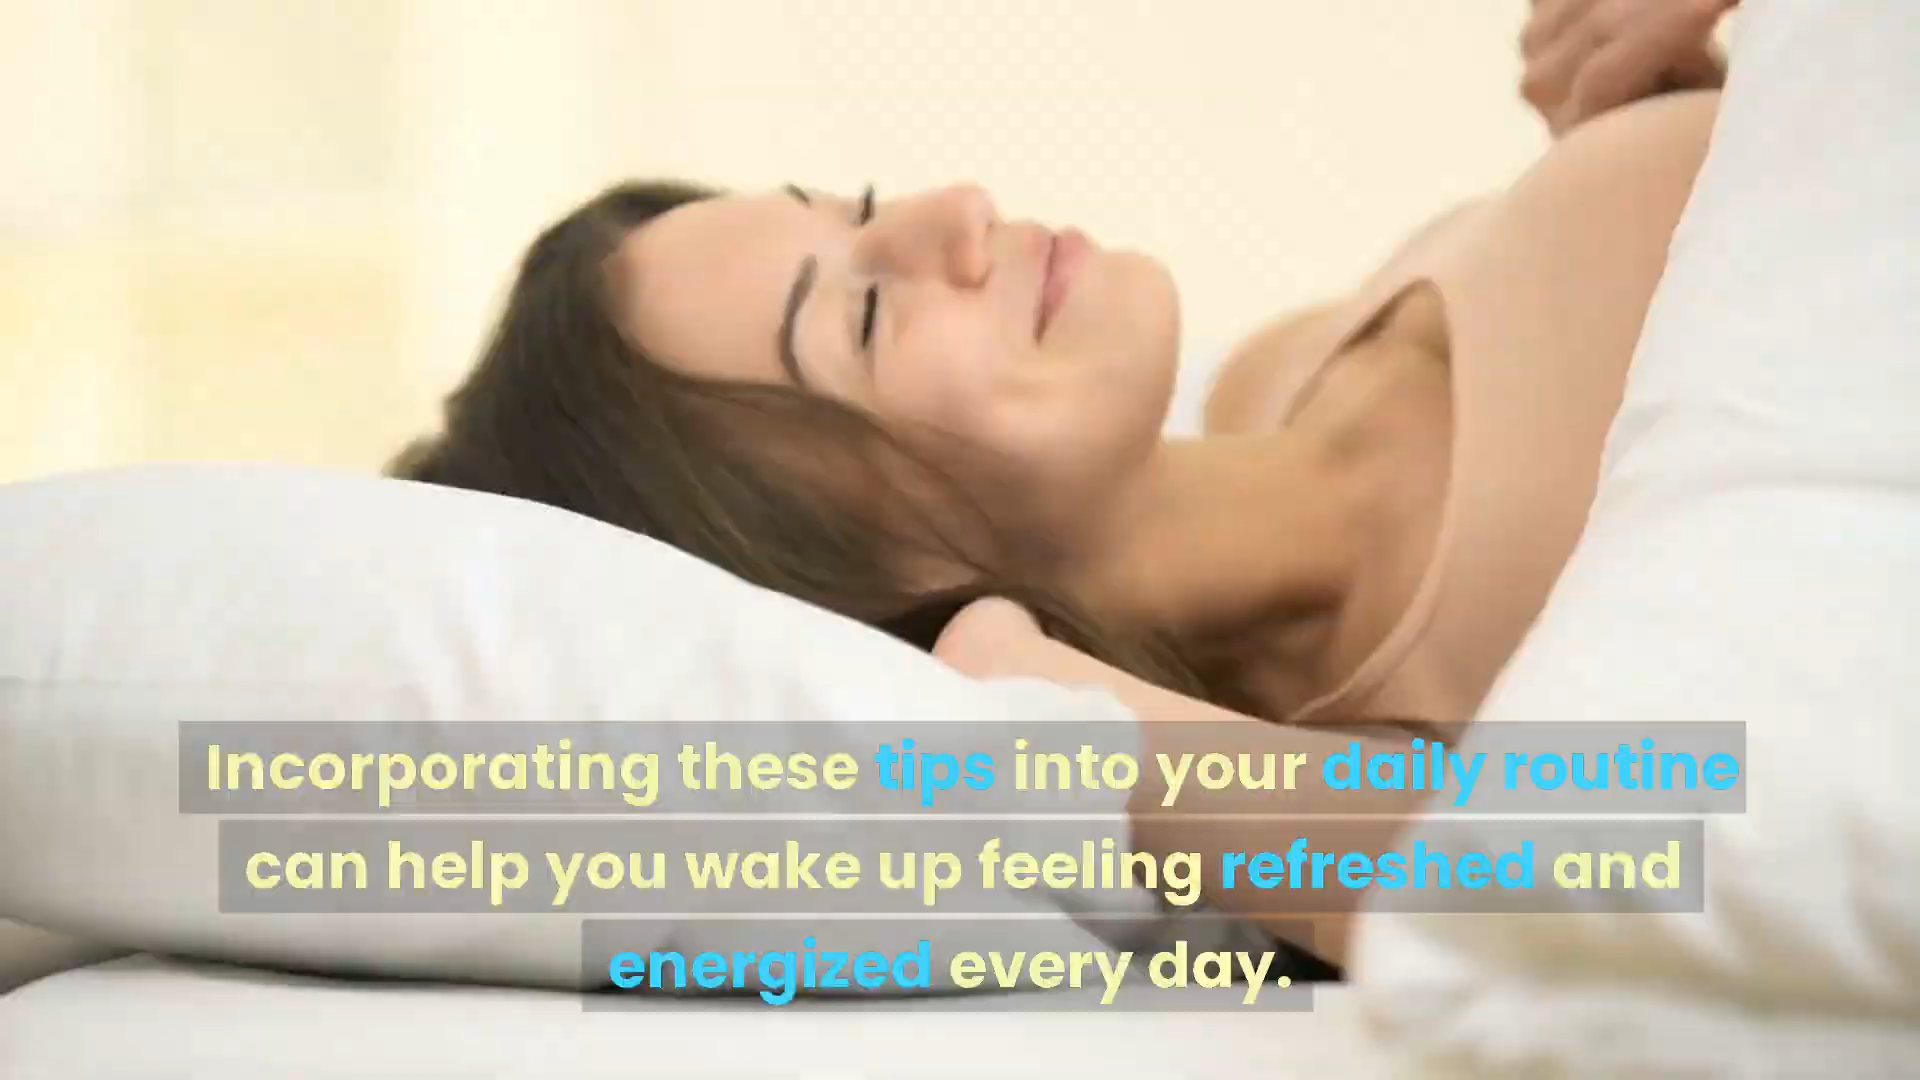 Incorporating these tips into your daily routine
can help you wake up feeling refreshed and
energized every day.